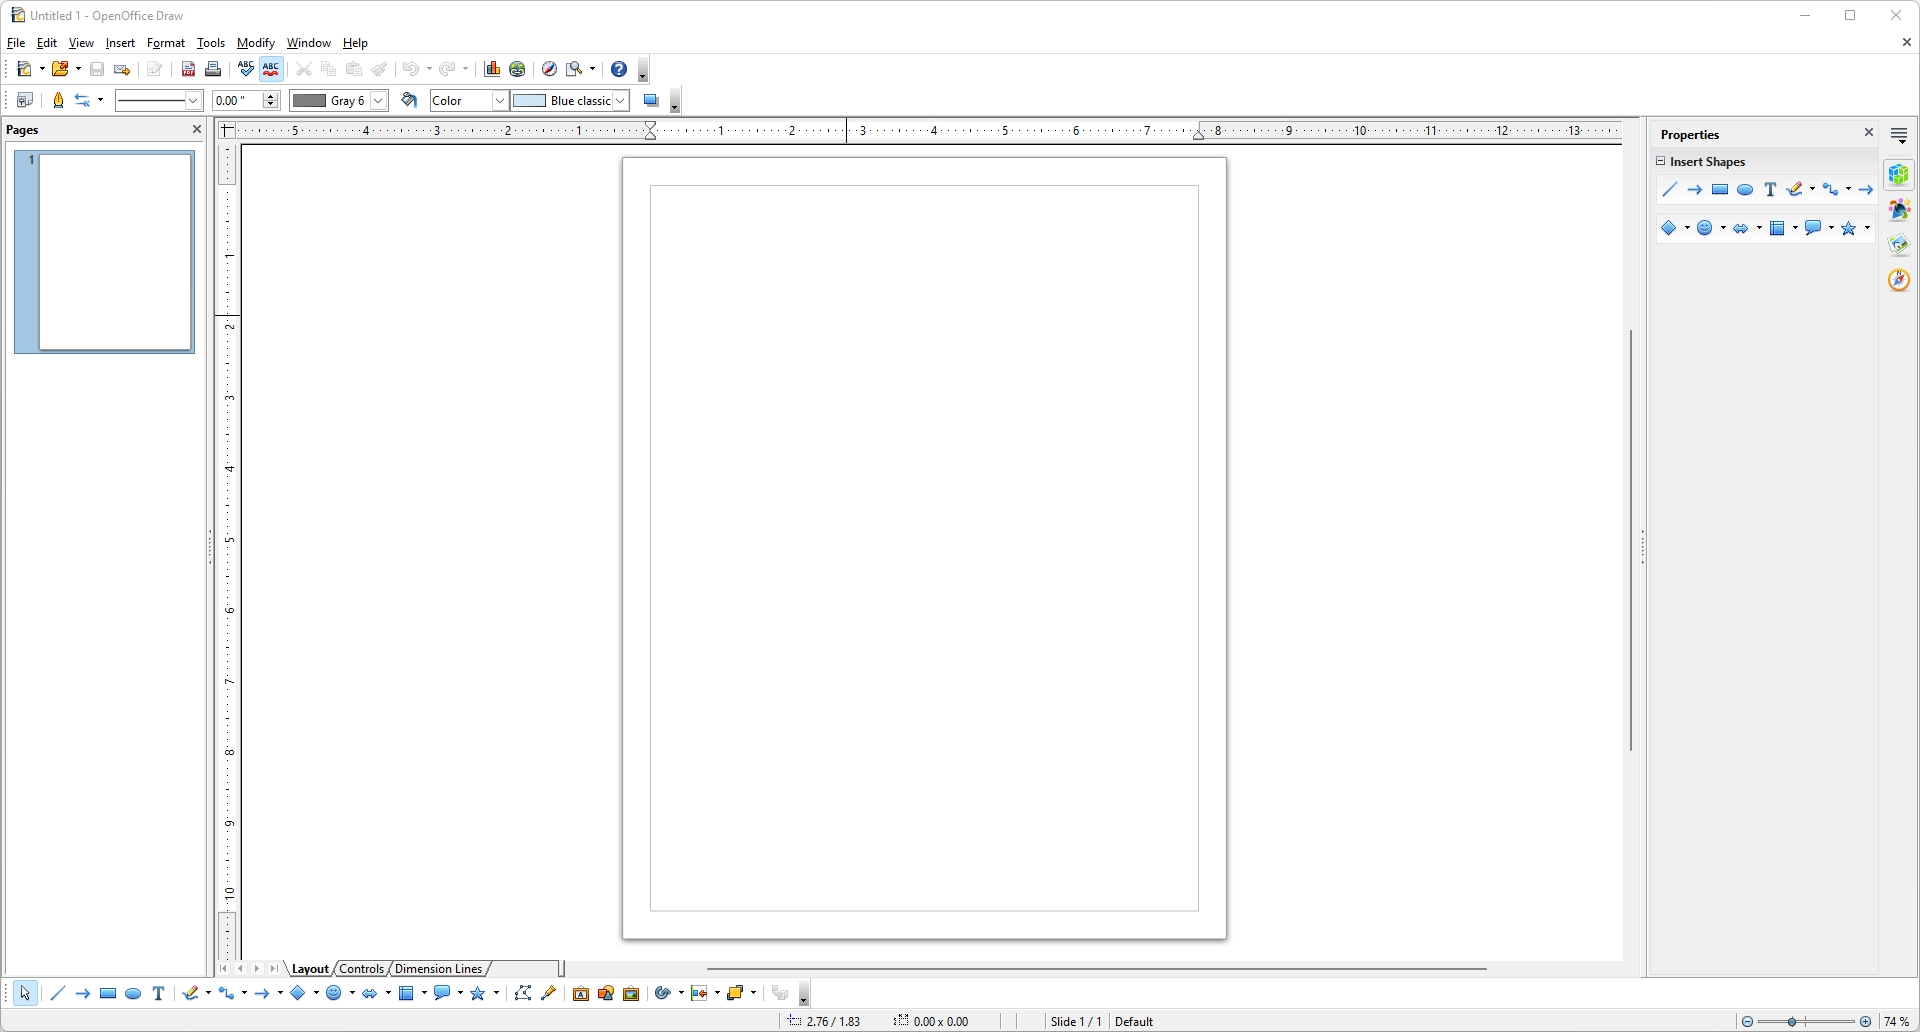 Untitled 1 - OpenOffice Draw
File Edit View Insert Format Tools Modify Window Help
ABC ABC
0.00 " Gray 6 Color Blue classic
Pages
1
5 4 3 2 1 1 2 3 4 5 6 7 8 9 10 11 12 13
1
2
3
4
5
6
7
8
9
10
Properties
Insert Shapes
Layout Controls Dimension Lines
2.76 / 1.83 0.00 x 0.00 Slide 1 / 1 Default 74 %